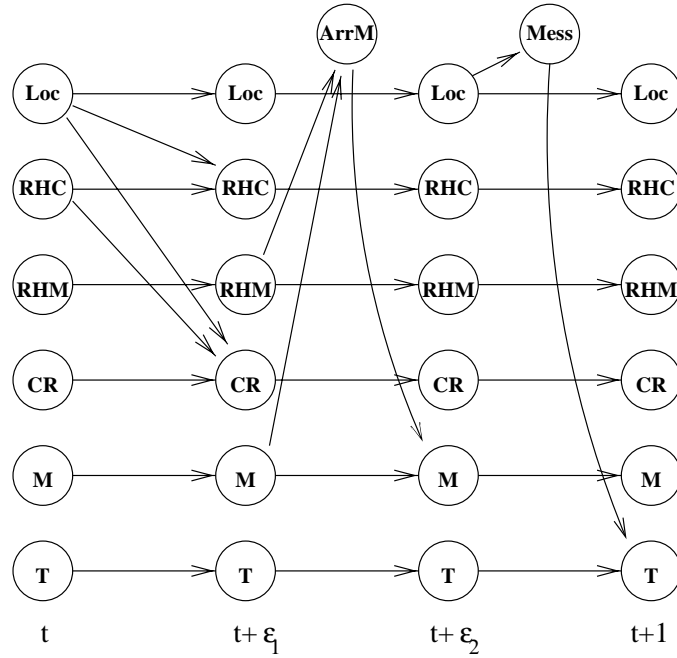 ArrM Mess
Loc Loc Loc Loc
RHC RHC RHC RHC
RHM RHM RHM RHM
CR CR CR CR
M M M M
T T T T
t t+ ε1 t+ ε2 t+1